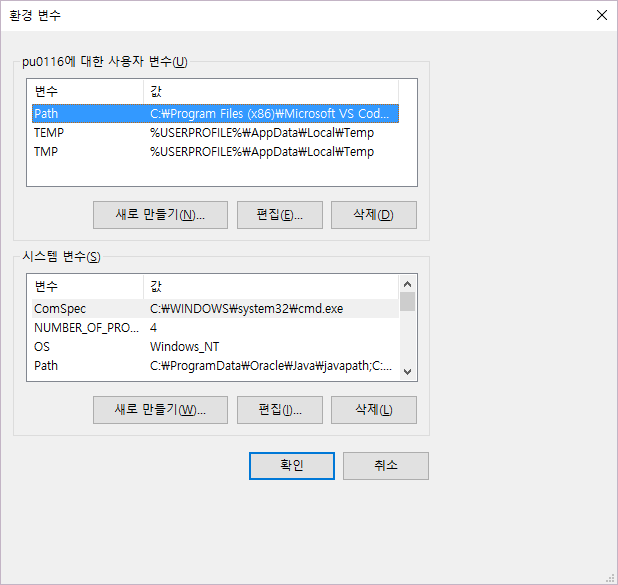 환경 변수
pu0116에 대한 사용자 변수(U)
변수 값
Path C:₩Program Files (x86)₩Microsoft VS Cod...
TEMP %USERPROFILE%₩AppData₩Local₩Temp
TMP %USERPROFILE%₩AppData₩Local₩Temp
새로 만들기(N)... 편집(E)... 삭제(D)
시스템 변수(S)
변수 값
ComSpec C:₩WINDOWS₩system32₩cmd.exe
NUMBER_OF_PRO... 4
OS Windows_NT
Path C:₩ProgramData₩Oracle₩Java₩javapath;C:...
새로 만들기(W)... 편집(I)... 삭제(L)
확인 취소